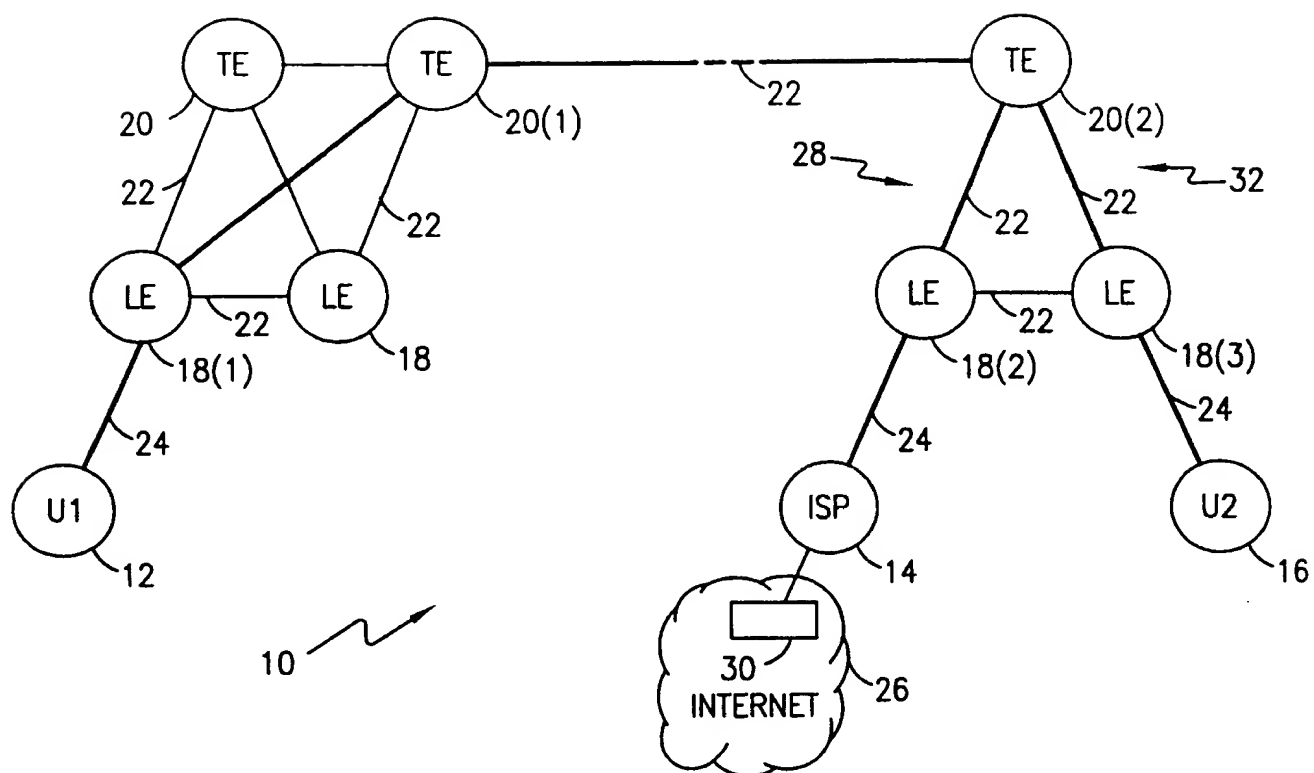 TE TE TE
20 20(1) 22 20(2)
28 32
22 22 22 22
LE LE LE LE
22 22
18(1) 18 18(2) 18(3)
24 24 24
U1 ISP U2
12 14 16
10 30 26
INTERNET